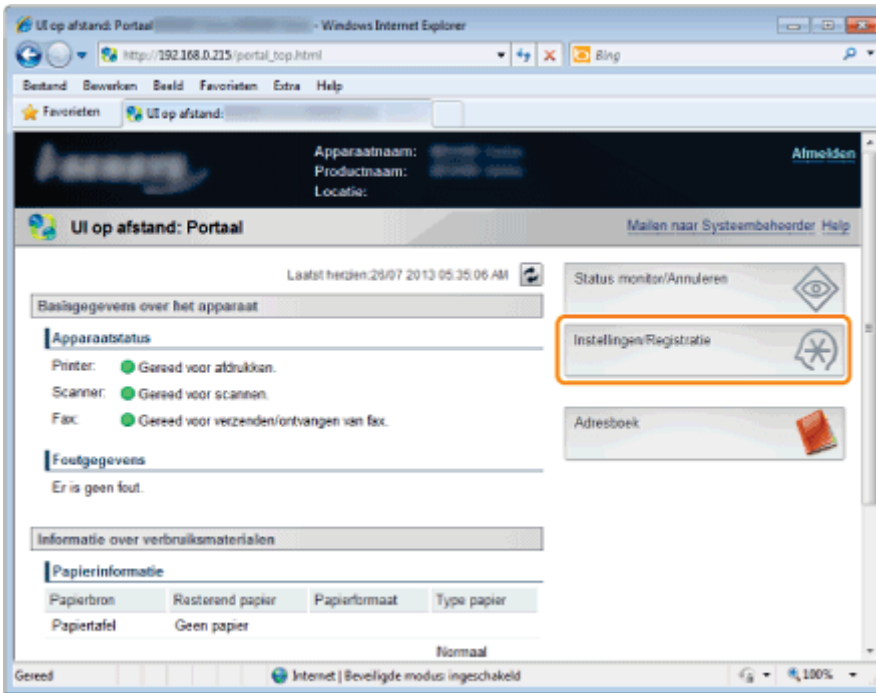 UI op afstand: Portaal - Windows Internet Explorer
http://192.168.0.215/portal_top.html
Bing
Bestand Bewerken Beeld Favorieten Extra Help
Favorieten UI op afstand:
Apparaatnaam:
Productnaam:
Locatie:
Afmelden
UI op afstand: Portaal
Mailen naar Systeembeheerder Help
Laatst herzien:26/07 2013 05:35:06 AM
Basisgegevens over het apparaat
Apparaatstatus
Printer: Gereed voor afdrukken.
Scanner: Gereed voor scannen.
Fax: Gereed voor verzenden/ontvangen van fax.
Foutgegevens
Er is geen fout.
Informatie over verbruiksmaterialen
Papierinformatie
Papierbron Resterend papier Papierformaat Type papier
Papiertafel Geen papier
Normaal
Status monitor/Annuleren
Instellingen/Registratie
Adresboek
Gereed Internet | Beveiligde modus: ingeschakeld 100%